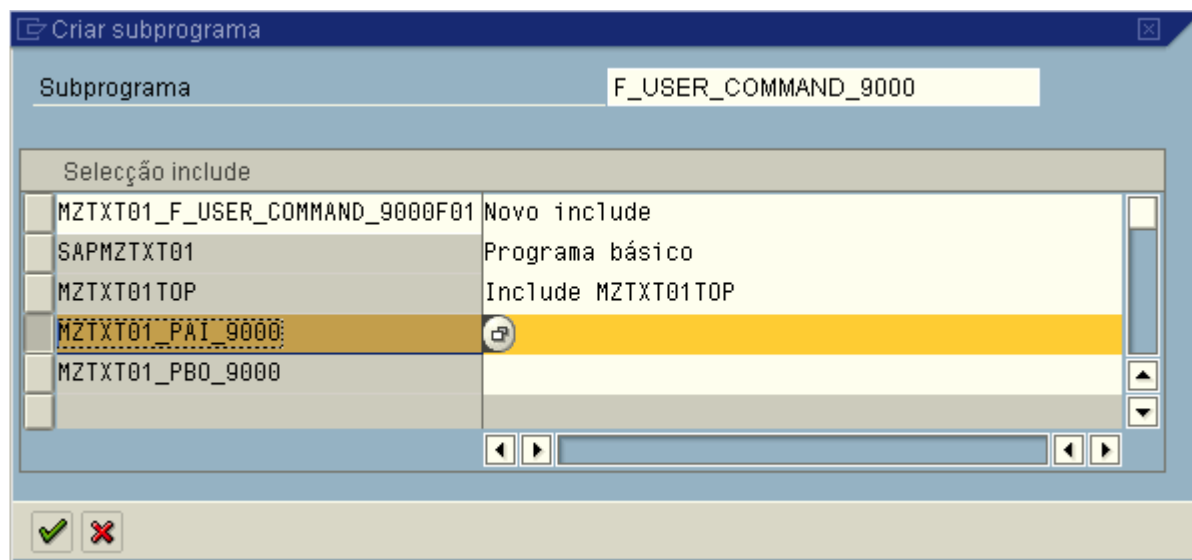 Criar subprograma
Subprograma F_USER_COMMAND_9000
Selecção include
MZTXT01_F_USER_COMMAND_9000F01 Novo include
SAPMZTXT01 Programa básico
MZTXT01TOP Include MZTXT01TOP
MZTXT01_PAI_9000
MZTXT01_PBO_9000